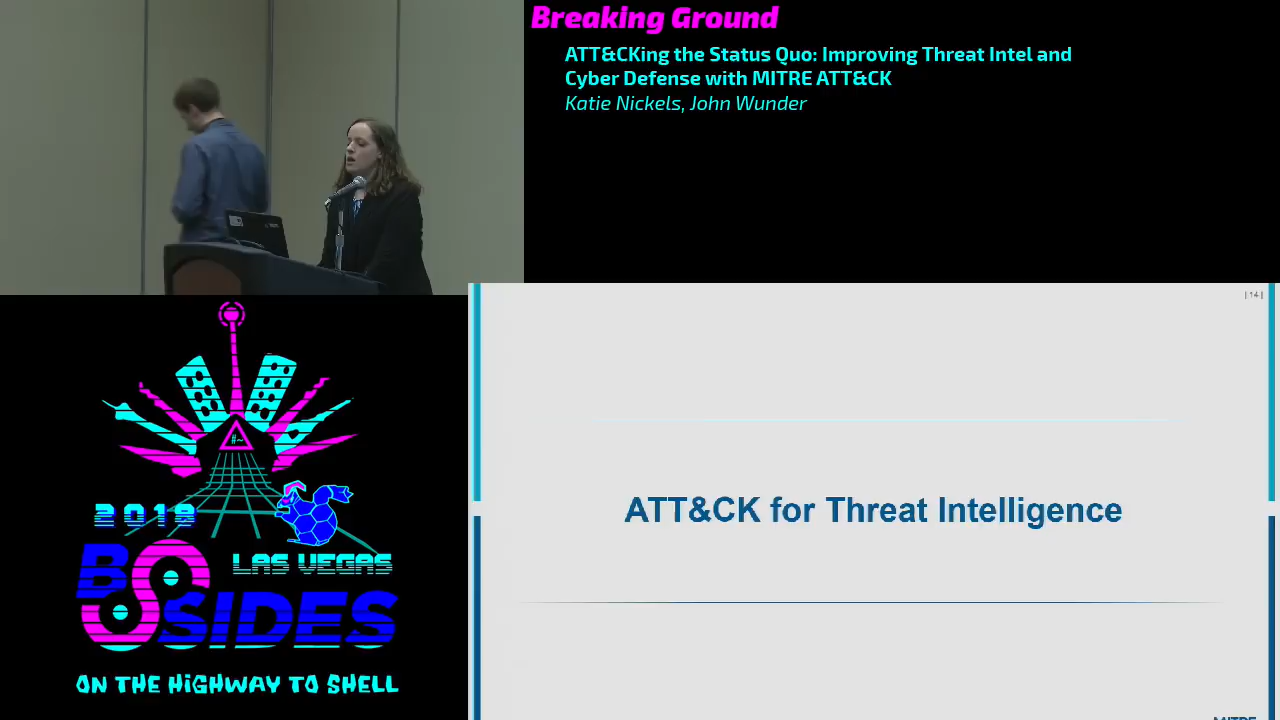 Breaking Ground
ATT&CKing the Status Quo: Improving Threat Intel and
Cyber Defense with MITRE ATT&CK
Katie Nickels, John Wunder
| 14 |
ATT&CK for Threat Intelligence
MITRE
#~
2018
LAS VEGAS
BSIDES
ON THE HIGHWAY TO SHELL